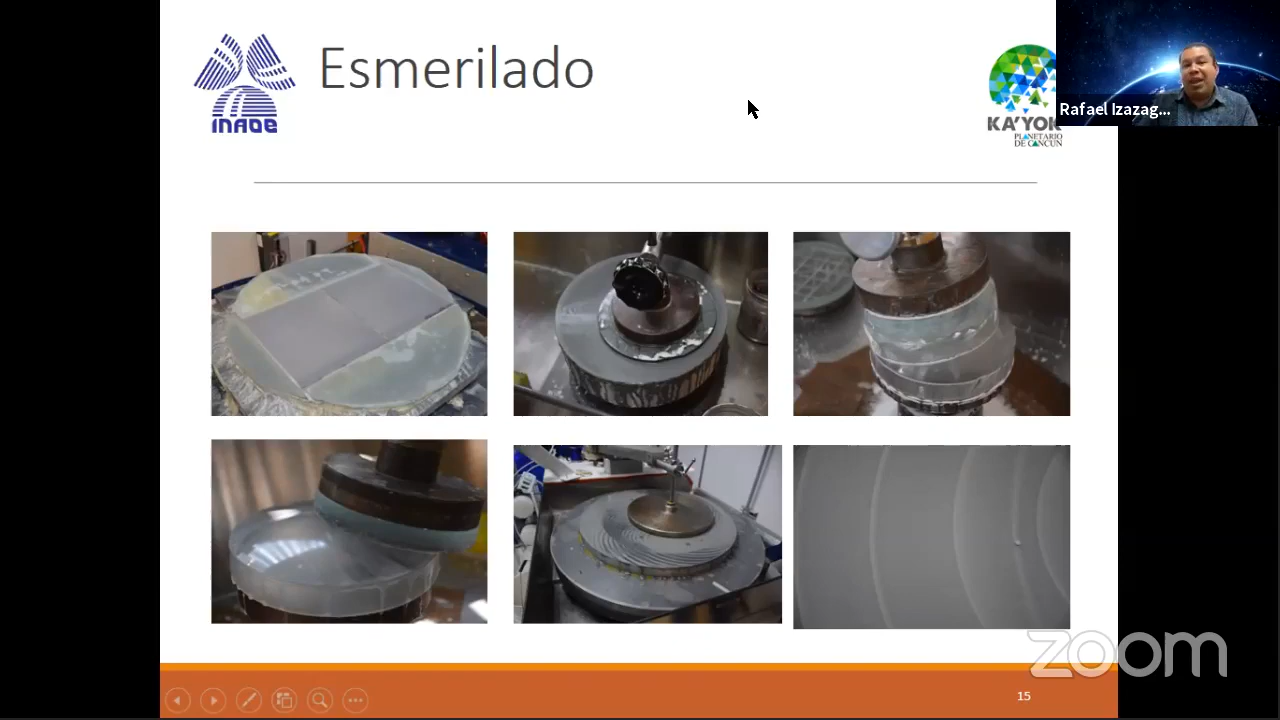 Esmerilado
INAOE
KA'YOK
PLANETARIO
DE CANCÚN
Rafael Izazag...
zoom
15